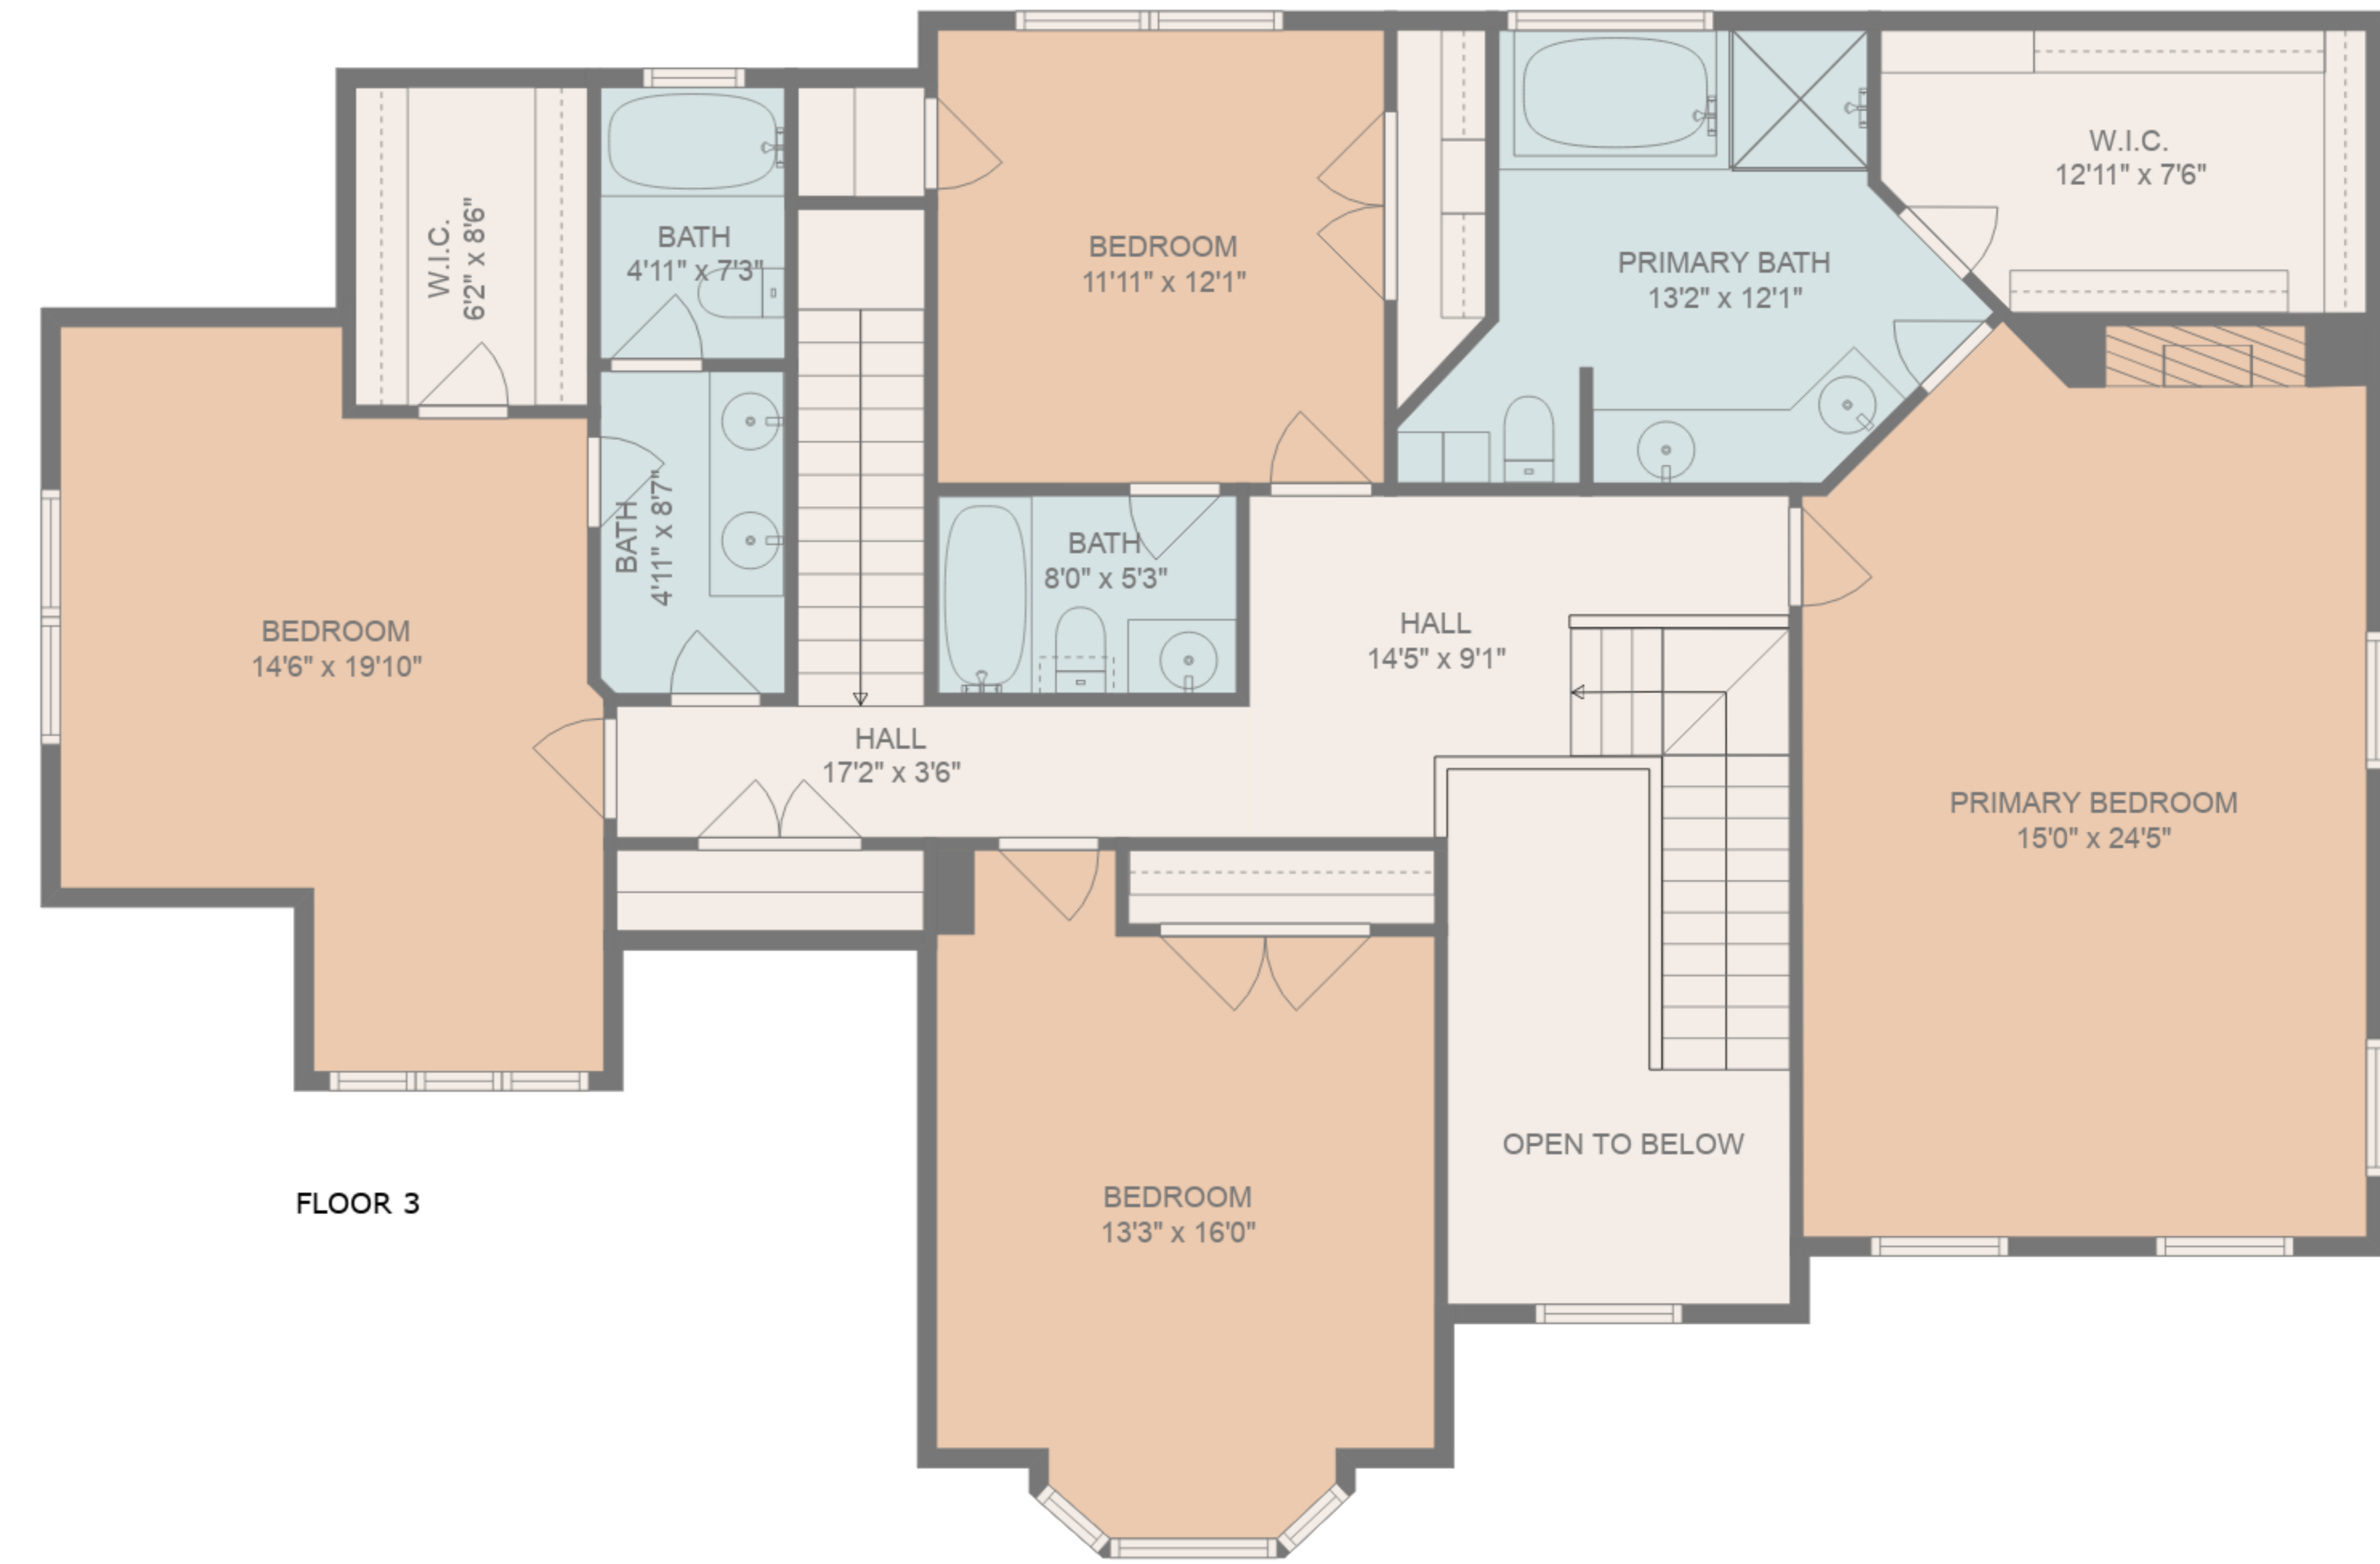 W.I.C.
6'2" x 8'6"
BATH
4'11" x 7'3"
BEDROOM
11'11" x 12'1"
PRIMARY BATH
13'2" x 12'1"
W.I.C.
12'11" x 7'6"
BATH
4'11" x 8'7"
BATH
8'0" x 5'3"
BEDROOM
14'6" x 19'10"
HALL
14'5" x 9'1"
HALL
17'2" x 3'6"
PRIMARY BEDROOM
15'0" x 24'5"
OPEN TO BELOW
BEDROOM
13'3" x 16'0"
FLOOR 3